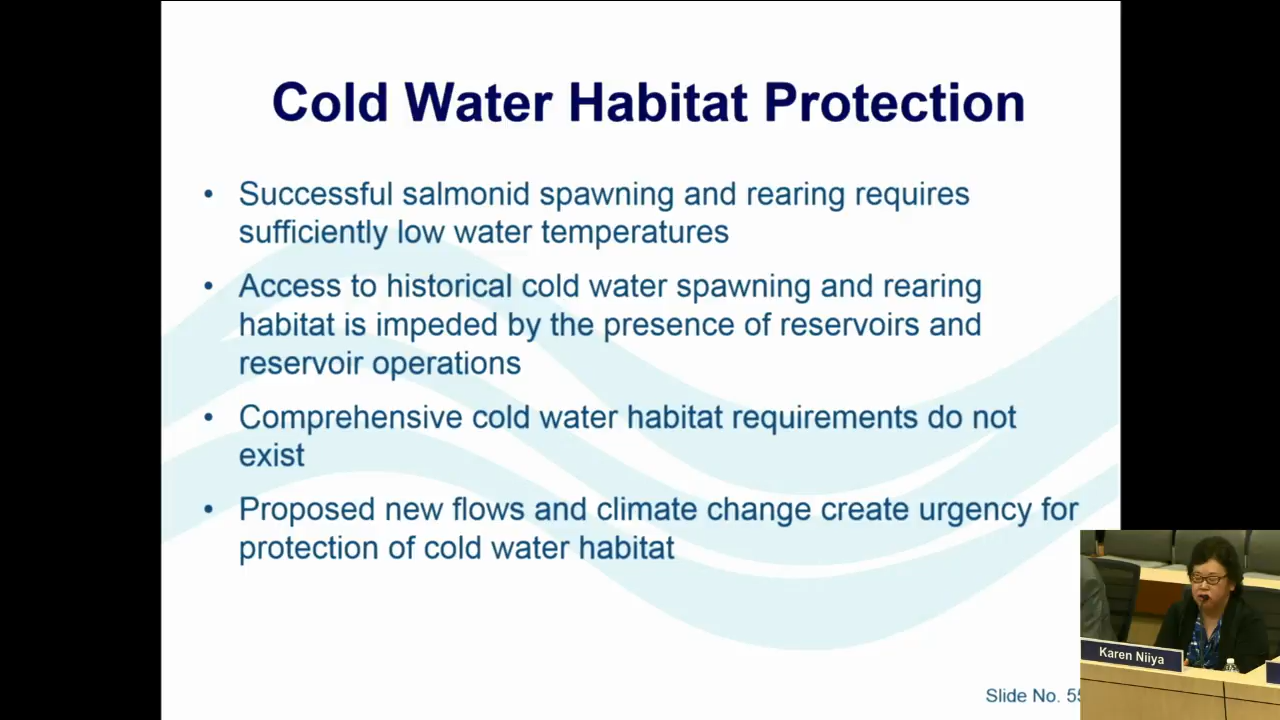 Cold Water Habitat Protection
• Successful salmonid spawning and rearing requires
sufficiently low water temperatures
• Access to historical cold water spawning and rearing
habitat is impeded by the presence of reservoirs and
reservoir operations
• Comprehensive cold water habitat requirements do not
exist
• Proposed new flows and climate change create urgency for
protection of cold water habitat
Slide No. 55
Karen Niiya